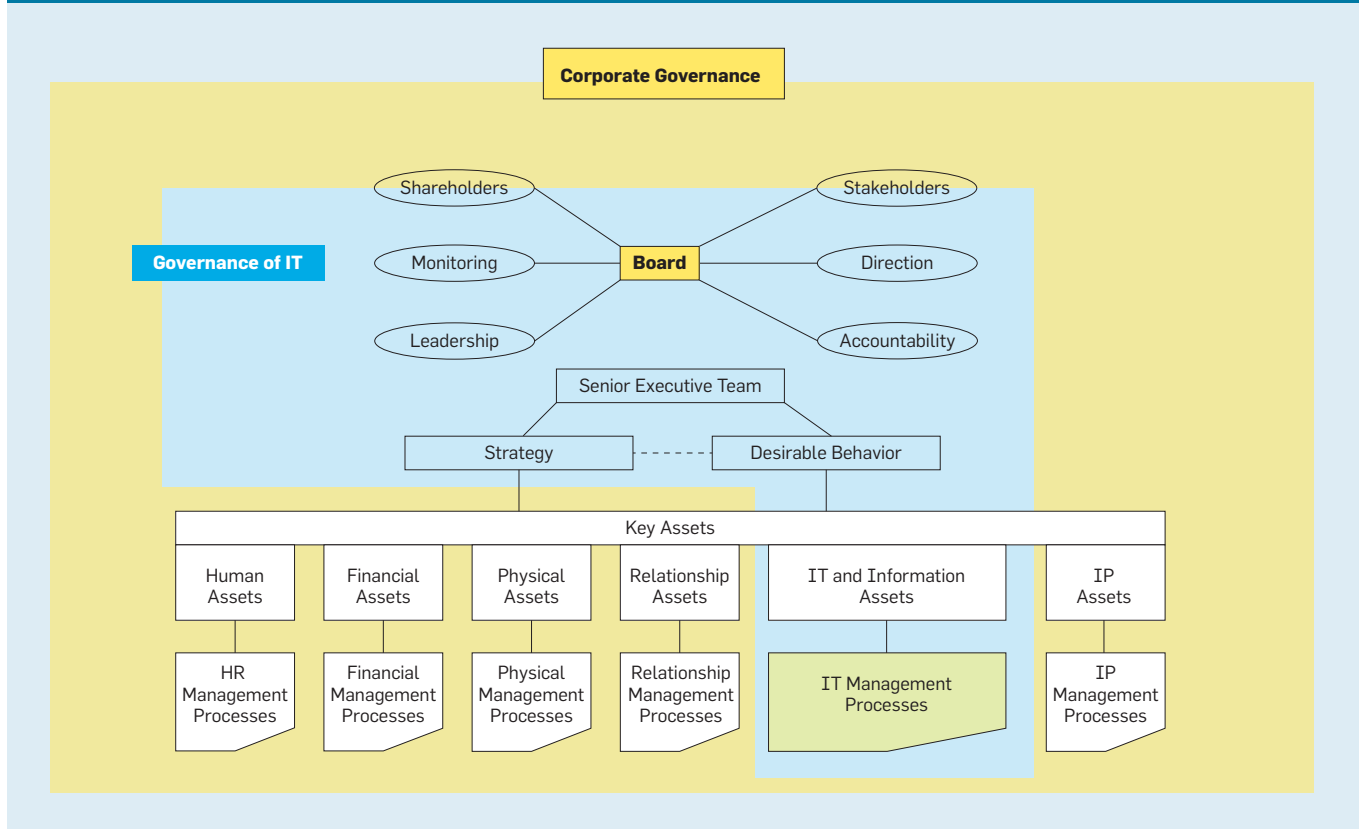 Corporate Governance
Shareholders
Stakeholders
Governance of IT
Monitoring
Board
Direction
Leadership
Accountability
Senior Executive Team
Strategy
Desirable Behavior
Key Assets
Human
Assets
Financial
Assets
Physical
Assets
Relationship
Assets
IT and Information
Assets
IP
Assets
HR
Management
Processes
Financial
Management
Processes
Physical
Management
Processes
Relationship
Management
Processes
IT Management
Processes
IP
Management
Processes